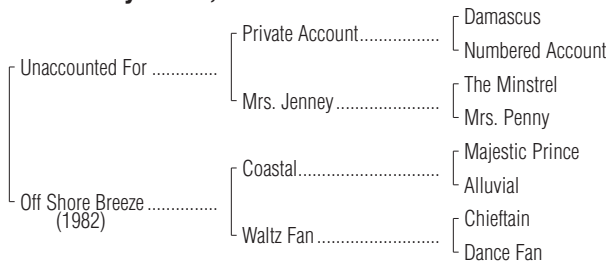 Damascus
Private Account..................
Numbered Account
Unaccounted For ..............
The Minstrel
Mrs. Jenney .......................
Mrs. Penny
Majestic Prince
Coastal...............................
Alluvial
Off Shore Breeze ...............
(1982)
Chieftain
Waltz Fan ...........................
Dance Fan